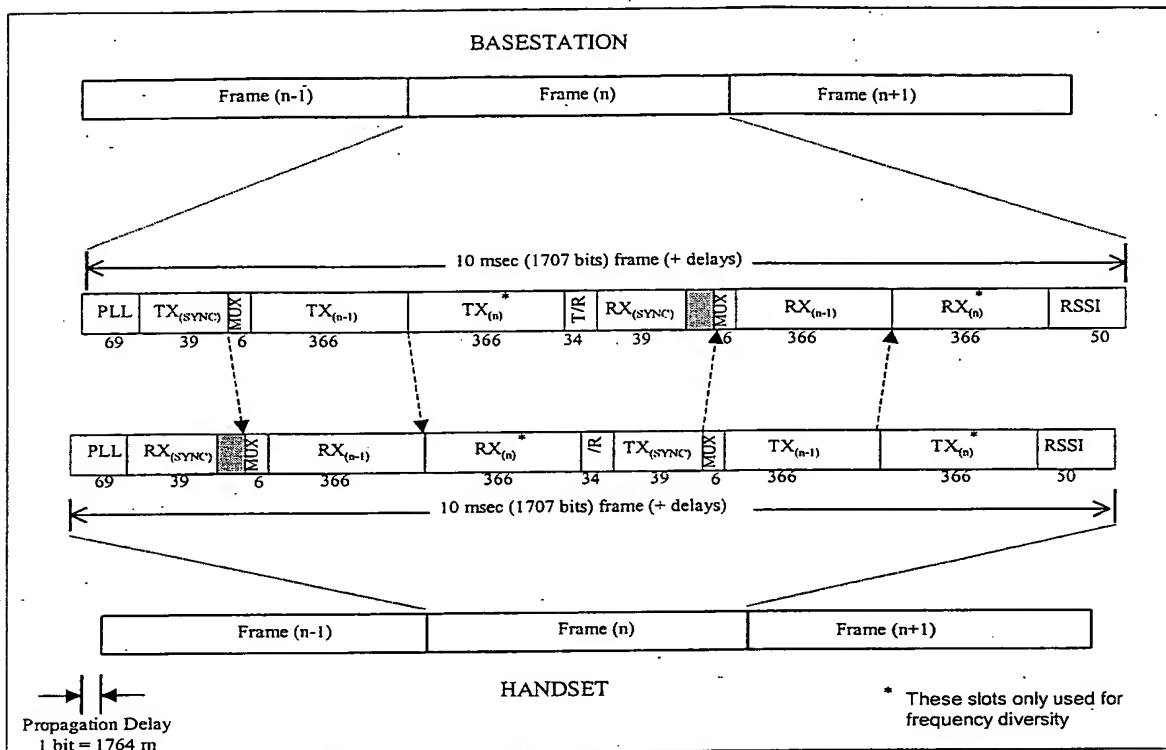 BASESTATION
Frame (n-1) Frame (n) Frame (n+1)
10 msec (1707 bits) frame (+ delays)
PLL TX(SYNC) MUX TX(n-1) TX(n)* T/R RX(SYNC) MUX RX(n-1) RX(n)* RSSI
69 39 6 366 366 34 39 6 366 366 50
PLL RX(SYNC) MUX RX(n-1) RX(n)* /R TX(SYNC) MUX TX(n-1) TX(n)* RSSI
69 39 6 366 366 34 39 6 366 366 50
10 msec (1707 bits) frame (+ delays)
Frame (n-1) Frame (n) Frame (n+1)
HANDSET
* These slots only used for
frequency diversity
Propagation Delay
1 bit = 1764 m